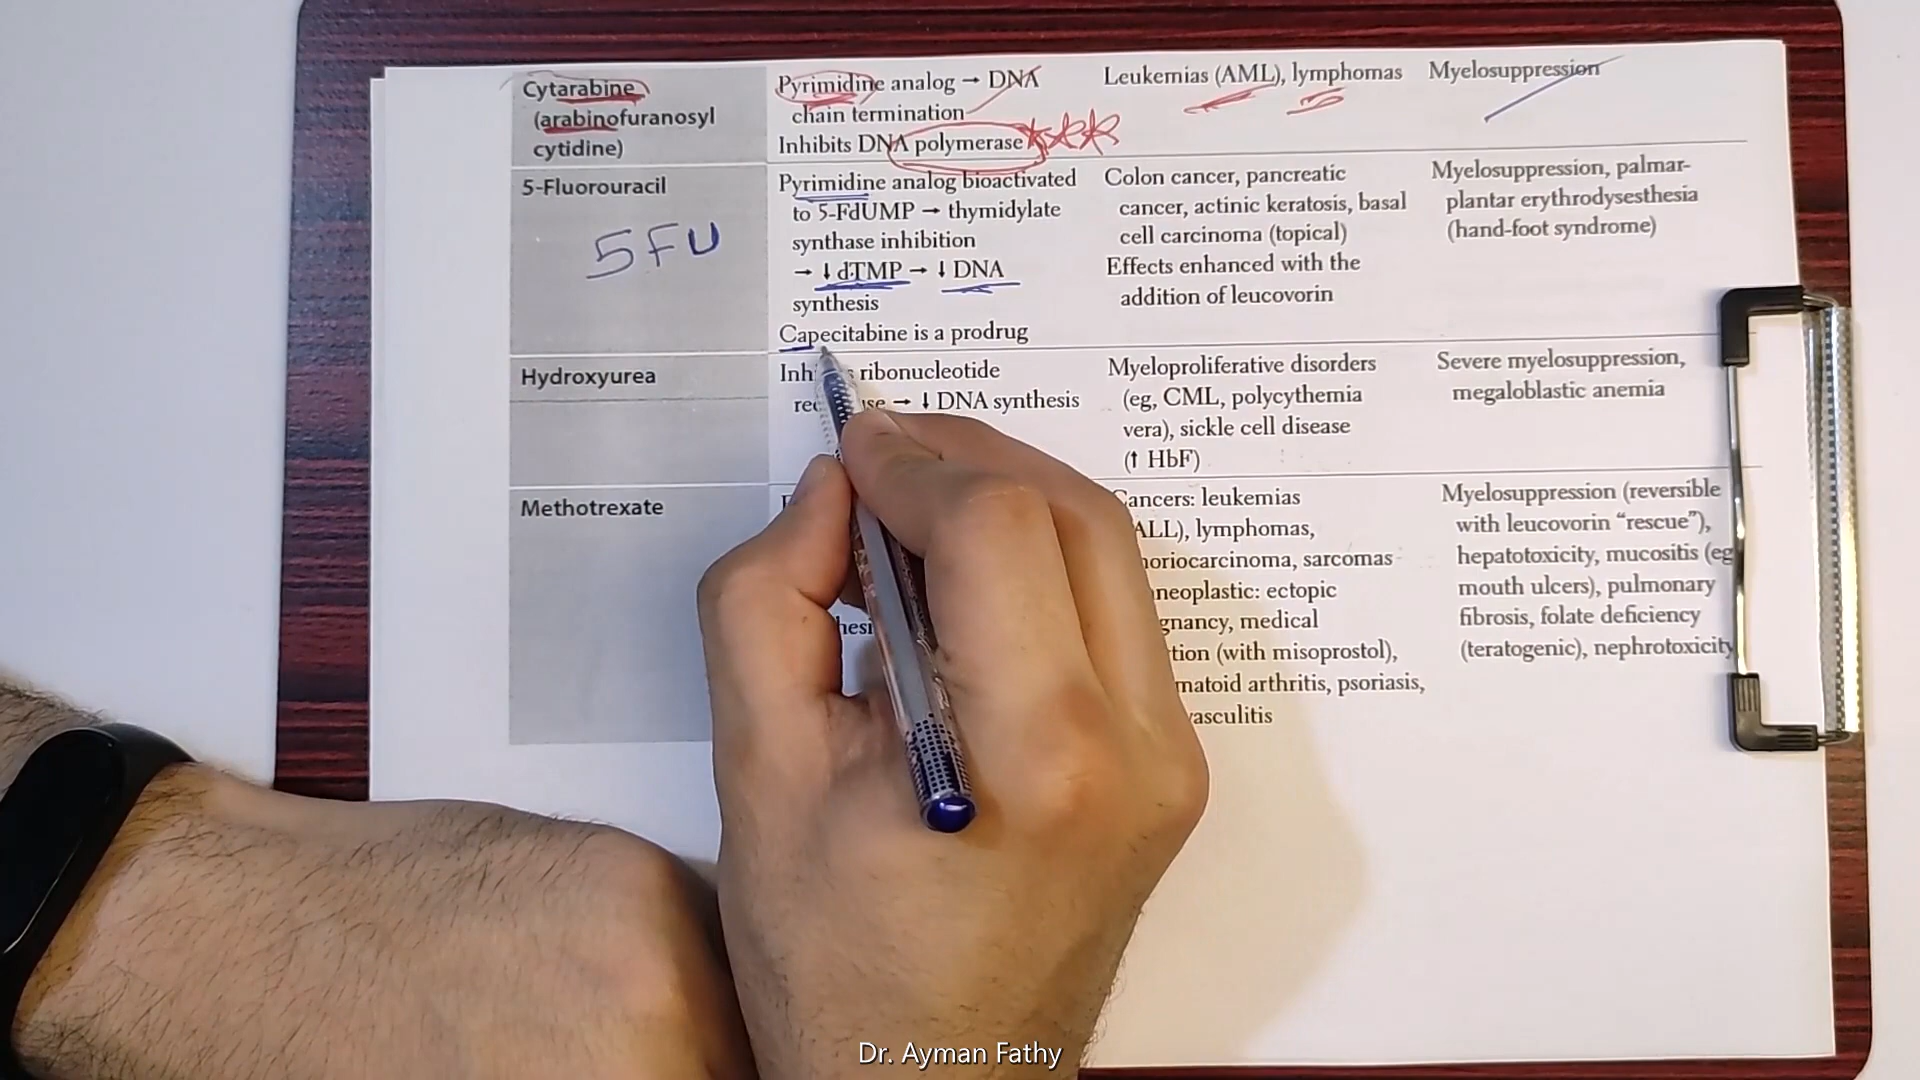 Cytarabine
(arabinofuranosyl
cytidine)
Pyrimidine analog → DNA
chain termination
Inhibits DNA polymerase
Leukemias (AML), lymphomas
Myelosuppression
5-Fluorouracil
5FU
Pyrimidine analog bioactivated
to 5-FdUMP → thymidylate
synthase inhibition
→ ↓ dTMP → ↓ DNA
synthesis
Capecitabine is a prodrug
Colon cancer, pancreatic
cancer, actinic keratosis, basal
cell carcinoma (topical)
Effects enhanced with the
addition of leucovorin
Myelosuppression, palmar-
plantar erythrodysesthesia
(hand-foot syndrome)
Hydroxyurea
ribonucleotide
→ ↓ DNA synthesis
Myeloproliferative disorders
(eg, CML, polycythemia
vera), sickle cell disease
(↑ HbF)
Severe myelosuppression,
megaloblastic anemia
Methotrexate
Cancers: leukemias
ALL), lymphomas,
oriocarcinoma, sarcomas
neoplastic: ectopic
gnancy, medical
tion (with misoprostol),
matoid arthritis, psoriasis,
vasculitis
Myelosuppression (reversible
with leucovorin “rescue”),
hepatotoxicity, mucositis (eg
mouth ulcers), pulmonary
fibrosis, folate deficiency
(teratogenic), nephrotoxicity
Dr. Ayman Fathy